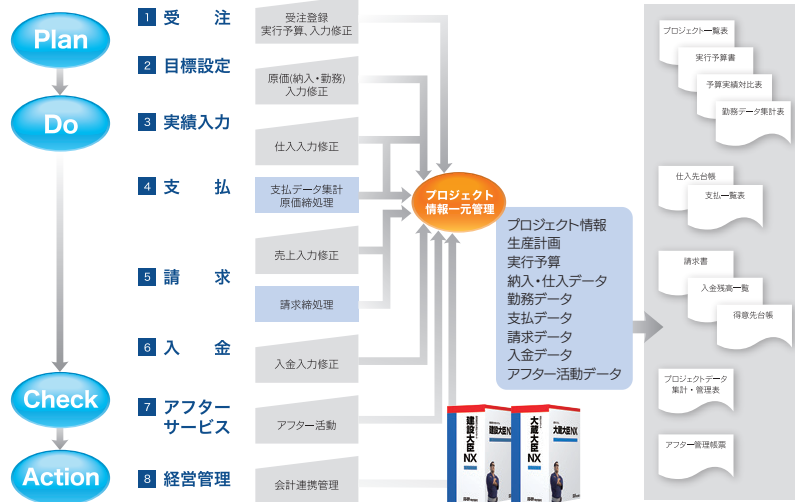 Plan
Do
Check
Action
1 受　注
2 目標設定
3 実績入力
4 支　払
5 請　求
6 入　金
7 アフター
サービス
8 経営管理
受注登録
実行予算、入力修正
原価(納入・勤務)
入力修正
仕入入力修正
支払データ集計
原価締処理
売上入力修正
請求締処理
入金入力修正
アフター活動
会計連携管理
プロジェクト
情報一元管理
プロジェクト情報
生産計画
実行予算
納入・仕入データ
勤務データ
支払データ
請求データ
入金データ
アフター活動データ
建設大臣
NX
建設大臣NX
大蔵大臣
NX
大蔵大臣NX
プロジェクト一覧表
実行予算書
予算実績対比表
勤務データ集計表
仕入先台帳
支払一覧表
請求書
入金残高一覧
得意先台帳
プロジェクトデータ
集計・管理表
アフター管理帳票